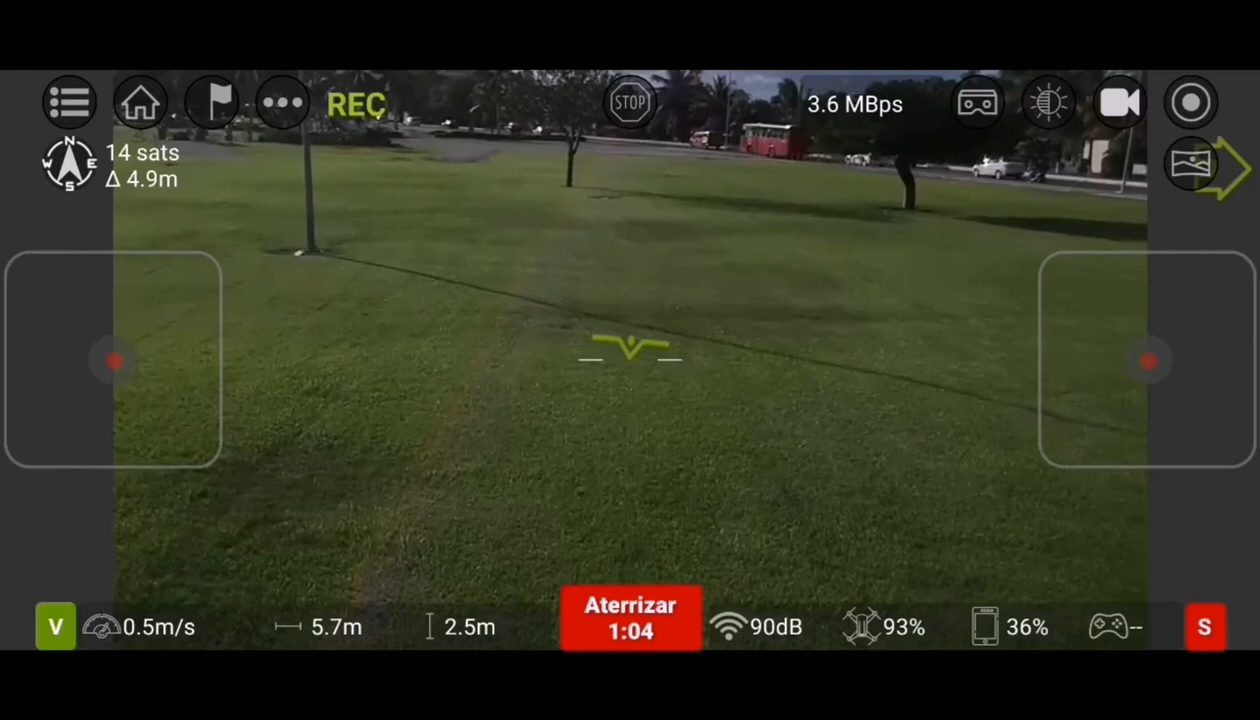 REC
STOP
3.6 MBps
N
W E
S
14 sats
Δ 4.9m
V
0.5m/s
5.7m
2.5m
Aterrizar
1:04
90dB
93%
36%
--
S